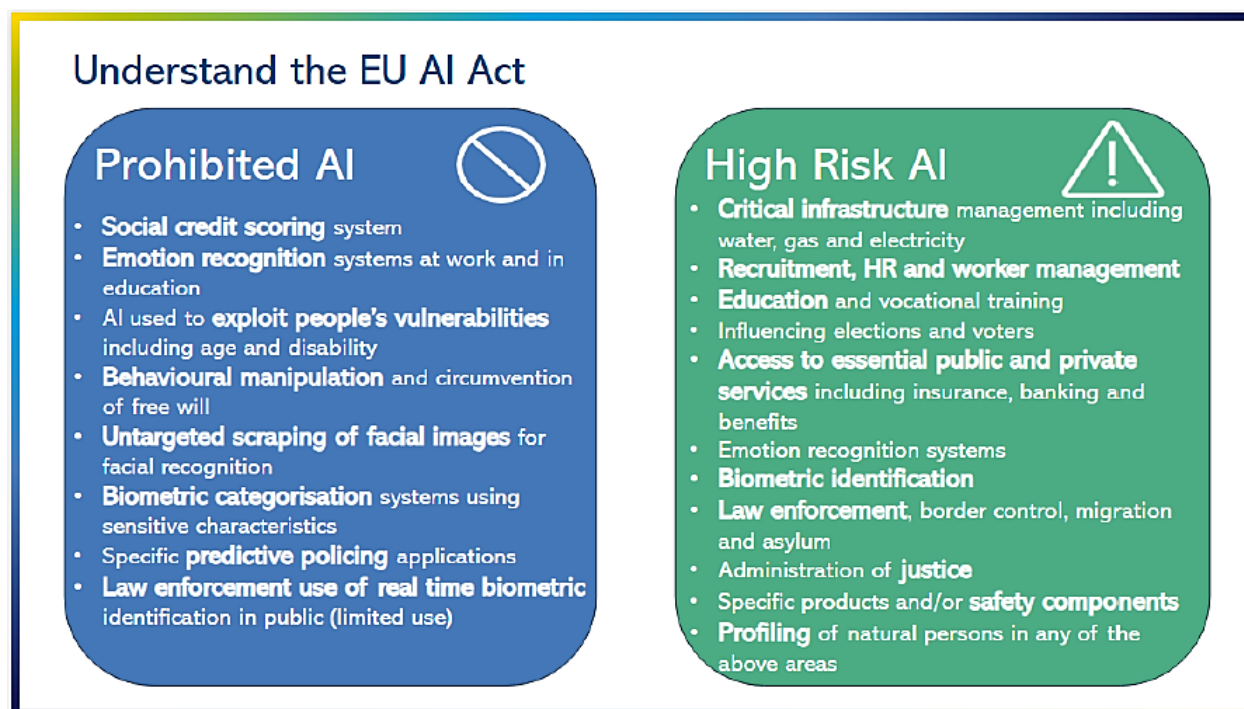 Understand the EU AI Act
Prohibited AI
• Social credit scoring system
• Emotion recognition systems at work and in
education
• AI used to exploit people's vulnerabilities
including age and disability
• Behavioural manipulation and circumvention
of free will
• Untargeted scraping of facial images for
facial recognition
• Biometric categorisation systems using
sensitive characteristics
• Specific predictive policing applications
• Law enforcement use of real time biometric
identification in public (limited use)
High Risk AI
• Critical infrastructure management including
water, gas and electricity
• Recruitment, HR and worker management
• Education and vocational training
• Influencing elections and voters
• Access to essential public and private
services including insurance, banking and
benefits
• Emotion recognition systems
• Biometric identification
• Law enforcement, border control, migration
and asylum
• Administration of justice
• Specific products and/or safety components
• Profiling of natural persons in any of the
above areas